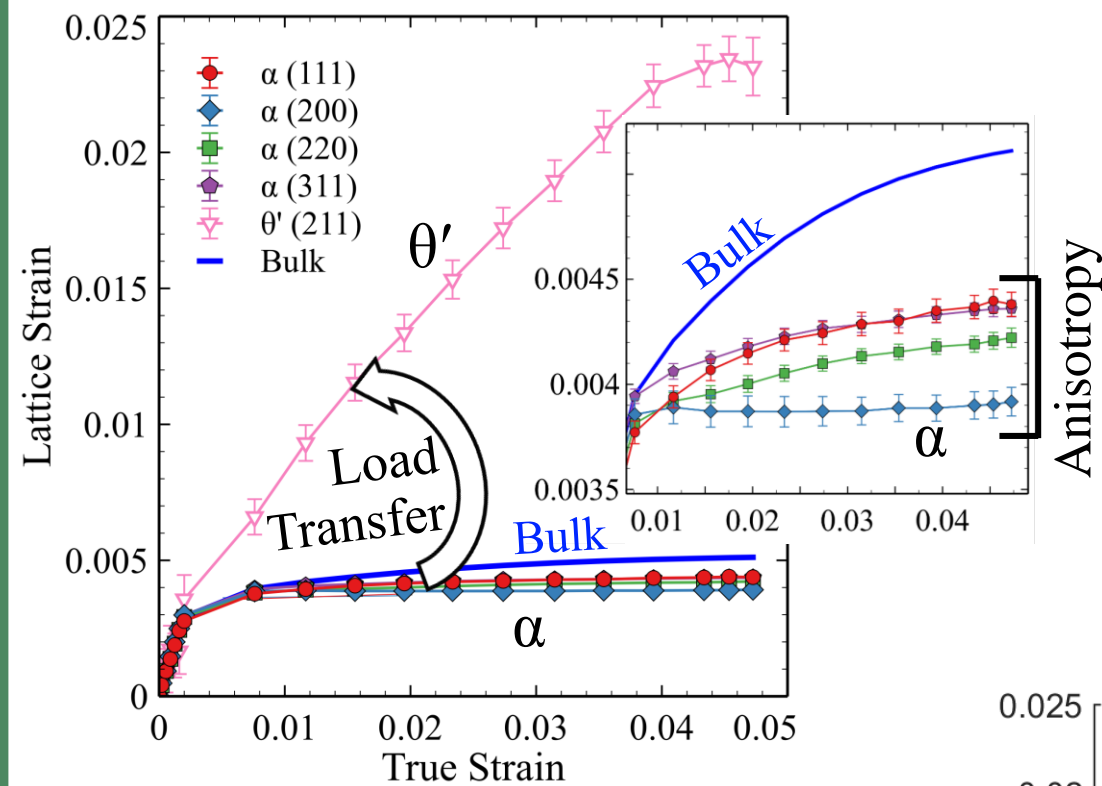 0.025
0.02
0.015
0.01
0.005
0
Lattice Strain
α (111)
α (200)
α (220)
α (311)
θ' (211)
Bulk
θ′
Load
Transfer
Bulk
α
0 0.01 0.02 0.03 0.04 0.05
True Strain
Bulk
0.0045
0.004
0.0035
α
0.01 0.02 0.03 0.04
Anisotropy
0.025